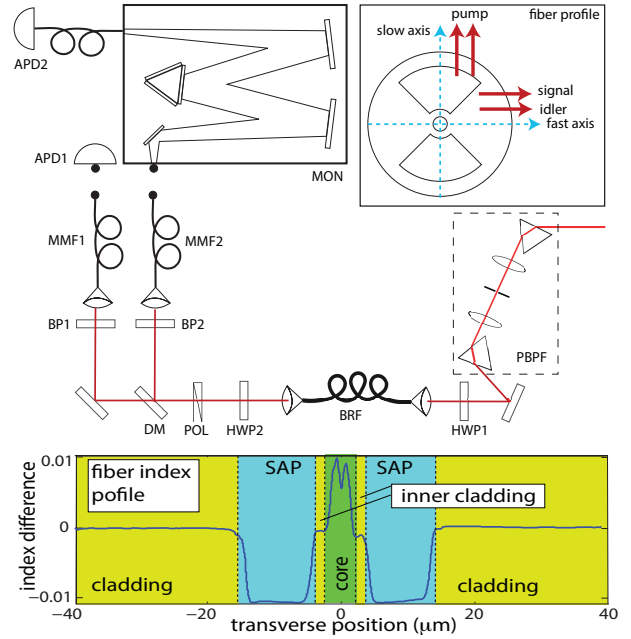 APD2
APD1
MON
MMF1
MMF2
BP1
BP2
DM
POL
HWP2
BRF
HWP1
PBPF
pump
fiber profile
slow axis
signal
idler
fast axis
fiber index
pofile
SAP
SAP
inner cladding
cladding
core
cladding
index difference
0.01
0
−0.01
−40
−20
0
20
40
transverse position (μm)